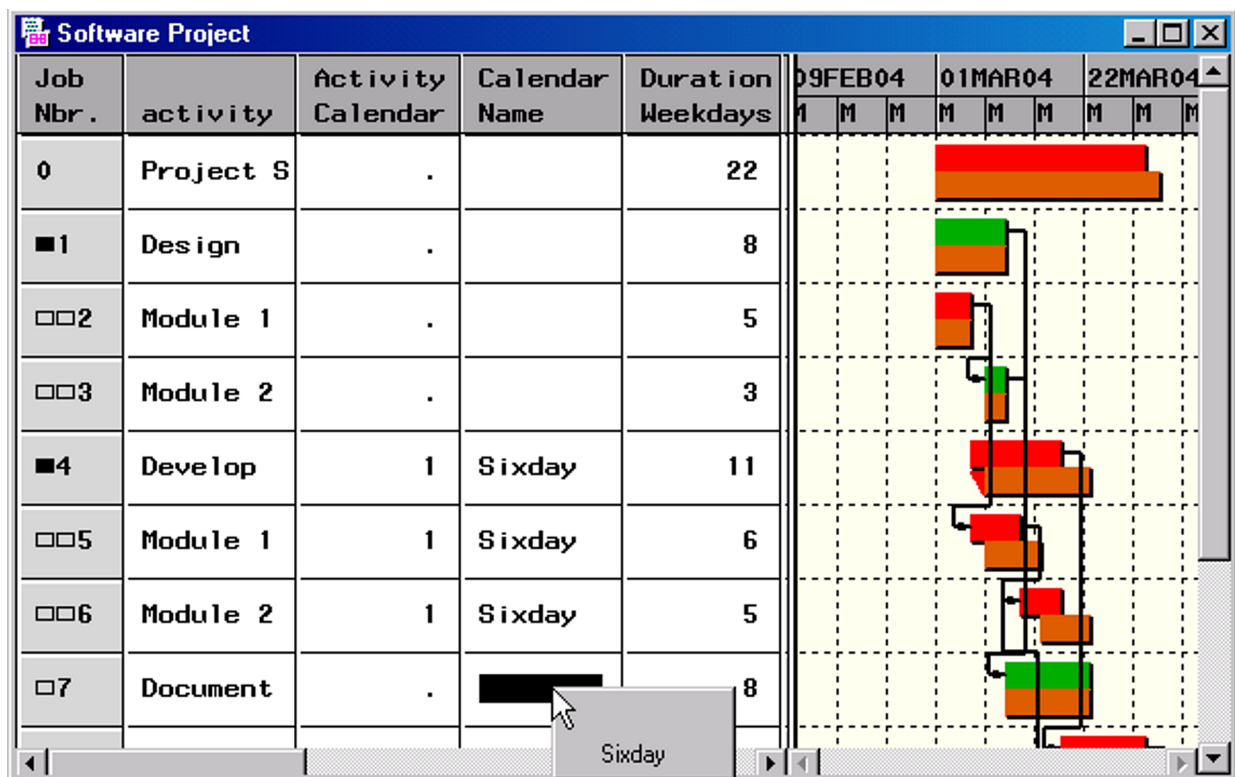 Software Project
Job Nbr. activity Activity Calendar Calendar Name Duration Weekdays 09FEB04 01MAR04 22MAR04
M M M M M M M M M
0 Project S . 22
1 Design . 8
2 Module 1 . 5
3 Module 2 . 3
4 Develop 1 Sixday 11
5 Module 1 1 Sixday 6
6 Module 2 1 Sixday 5
7 Document . 8
Sixday